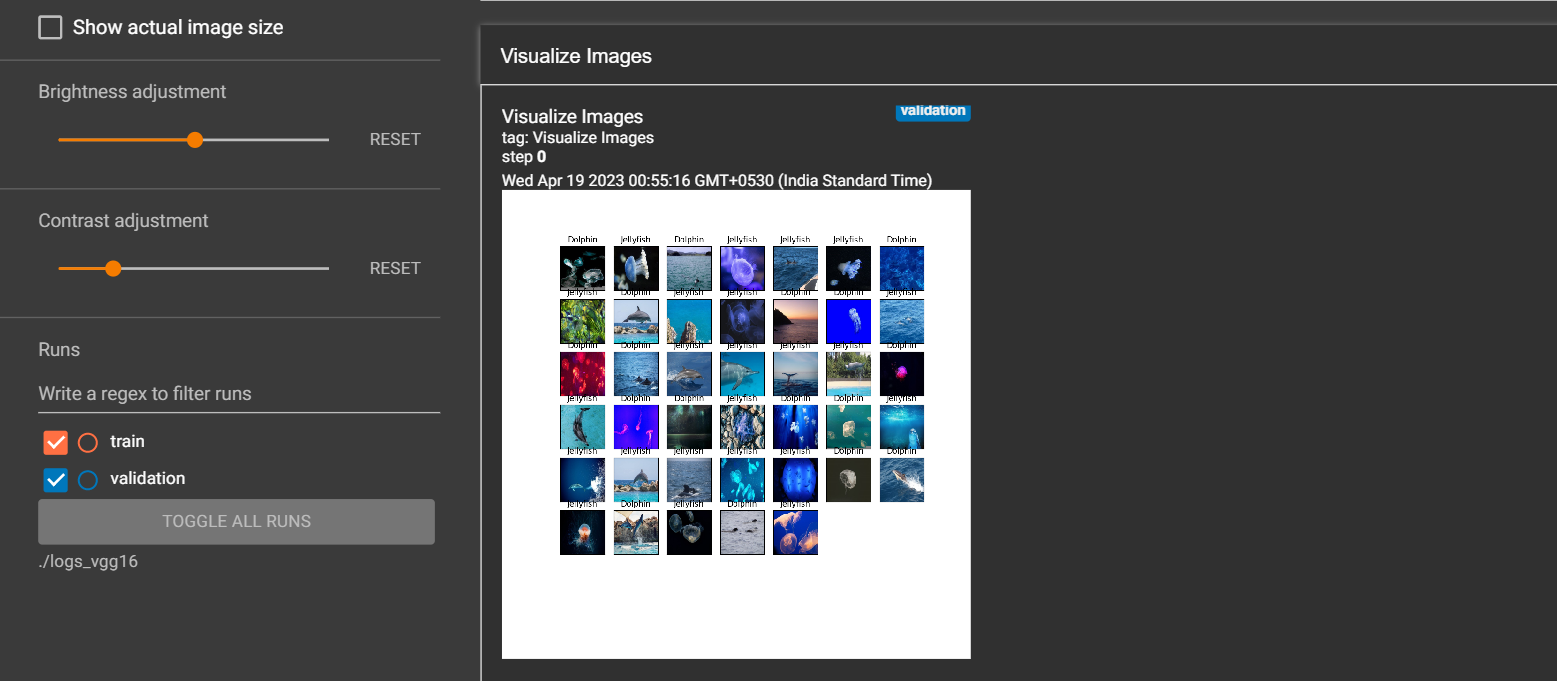 Show actual image size
Brightness adjustment
RESET
Contrast adjustment
RESET
Runs
Write a regex to filter runs
train
validation
TOGGLE ALL RUNS
./logs_vgg16
Visualize Images
Visualize Images
validation
tag: Visualize Images
step 0
Wed Apr 19 2023 00:55:16 GMT+0530 (India Standard Time)
Dolphin Jellyfish Dolphin Jellyfish Jellyfish Jellyfish Dolphin
Jellyfish Dolphin Jellyfish Jellyfish Dolphin Dolphin Jellyfish
Dolphin Dolphin Jellyfish Jellyfish Jellyfish Jellyfish Dolphin
Jellyfish Dolphin Dolphin Jellyfish Dolphin Dolphin Jellyfish
Jellyfish Jellyfish Jellyfish Dolphin Jellyfish Dolphin Dolphin
Jellyfish Dolphin Jellyfish Dolphin Jellyfish